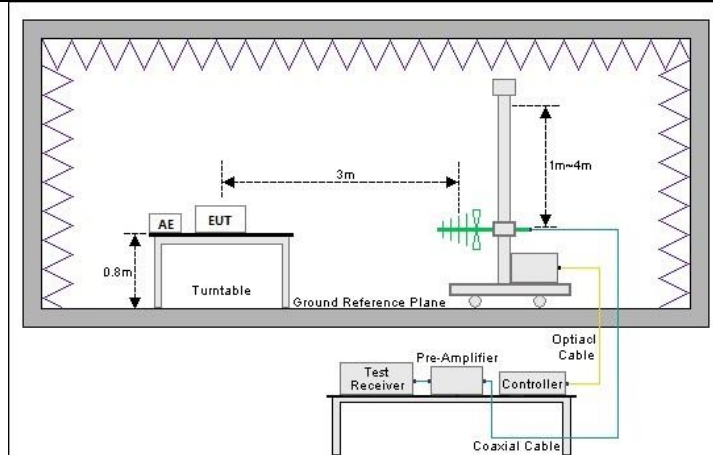 3m
1m~4m
AE
EUT
0.8m
Turntable
Ground Reference Plane
Optiacl
Cable
Pre-Amplifier
Test
Receiver
Controller
Coaxial Cable